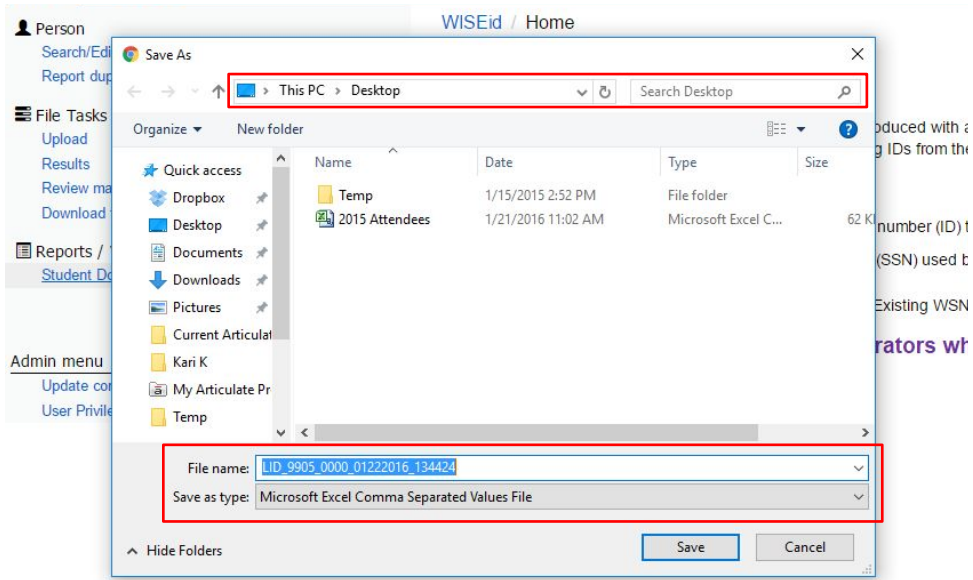 WISEid / Home
Person
Search/Edi
Report dup
File Tasks
Upload
Results
Review ma
Download
Reports /
Student Do
Admin menu
Update cor
User Privile
Save As
This PC > Desktop
Search Desktop
Organize
New folder
Quick access
Dropbox
Desktop
Documents
Downloads
Pictures
Current Articulat
Kari K
My Articulate Pr
Temp
Name Date Type Size
Temp 1/15/2015 2:52 PM File folder
2015 Attendees 1/21/2016 11:02 AM Microsoft Excel C... 62 K
File name: LID_9905_0000_01222016_134424
Save as type: Microsoft Excel Comma Separated Values File
Hide Folders
Save
Cancel
oduced with a
g IDs from the
number (ID) t
(SSN) used b
Existing WSN
rators wh